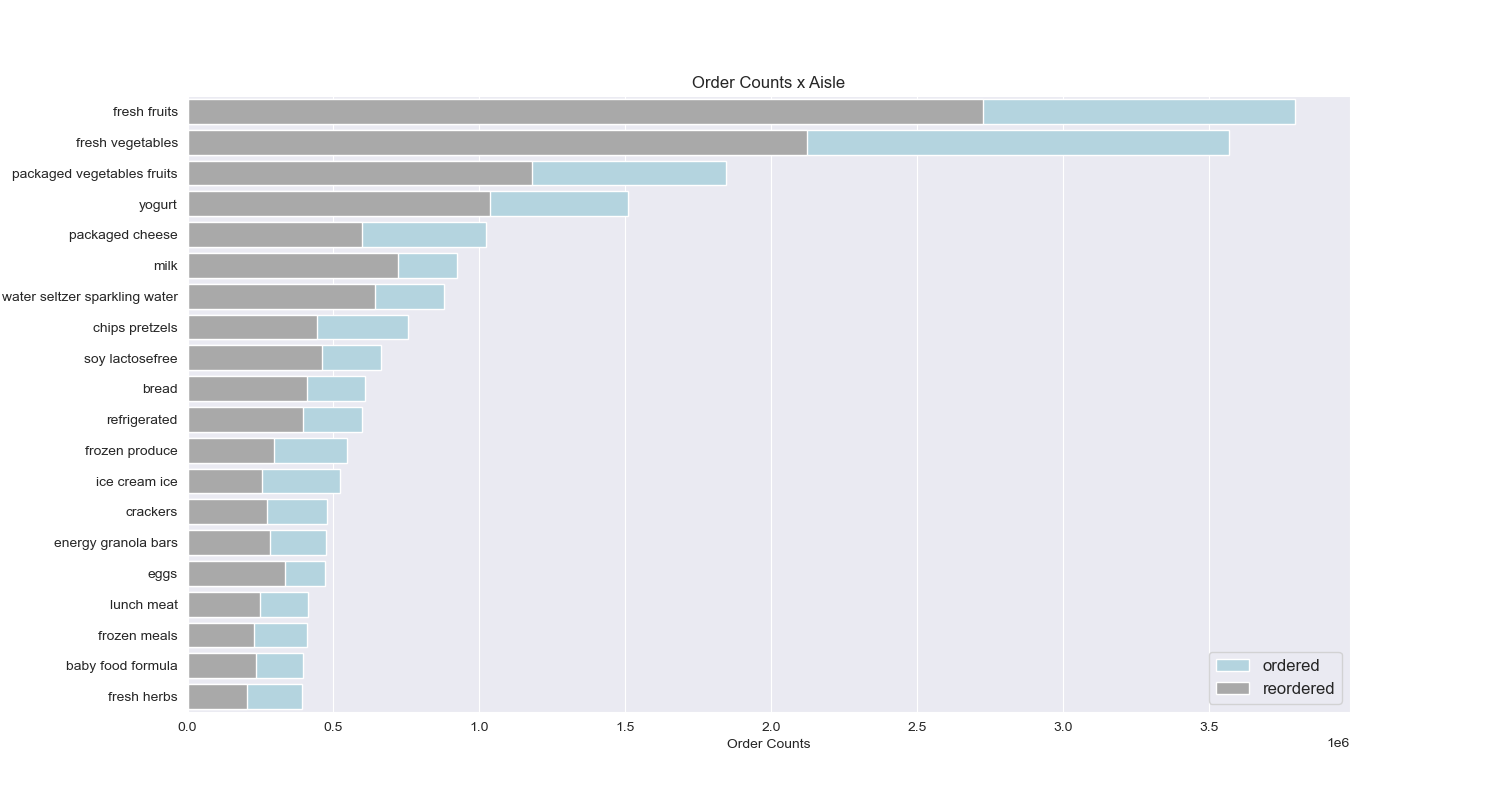 Order Counts x Aisle
fresh fruits
fresh vegetables
packaged vegetables fruits
yogurt
packaged cheese
milk
water seltzer sparkling water
chips pretzels
soy lactosefree
bread
refrigerated
frozen produce
ice cream ice
crackers
energy granola bars
eggs
lunch meat
frozen meals
baby food formula
fresh herbs
ordered
reordered
0.0 0.5 1.0 1.5 2.0 2.5 3.0 3.5
Order Counts
1e6